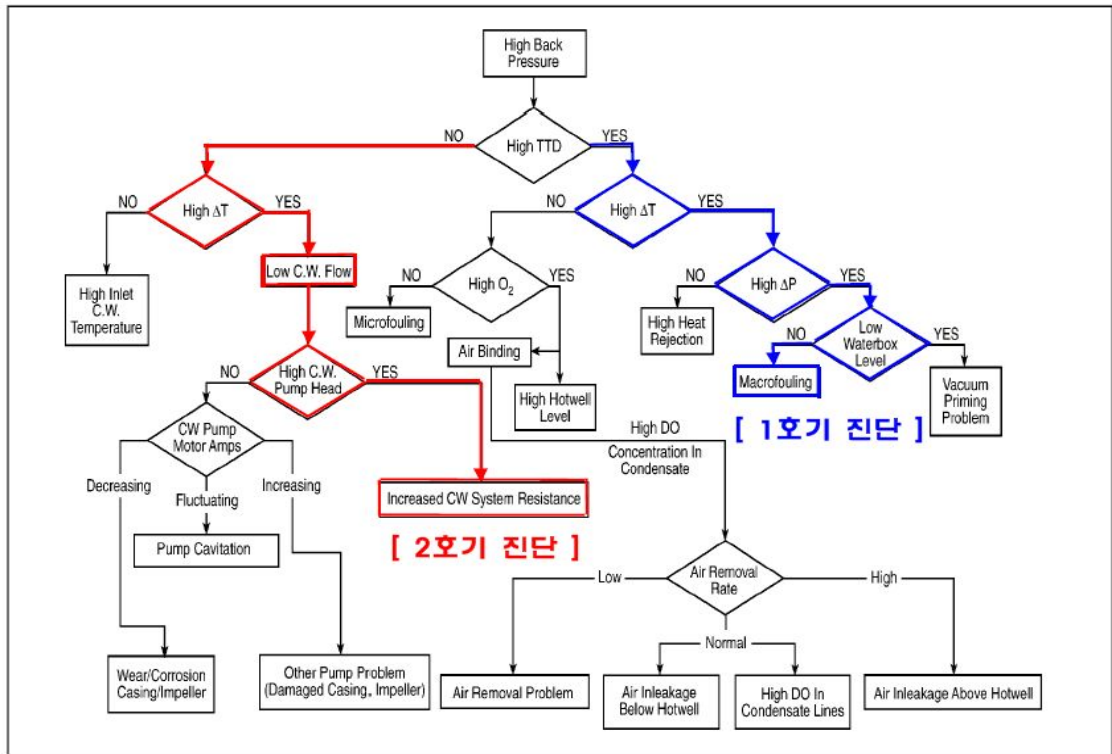 High Back
Pressure
NO
High TTD
YES
NO
High ΔT
YES
NO
High ΔT
YES
High Inlet
C.W.
Temperature
Low C.W. Flow
NO
High O₂
YES
Microfouling
NO
High ΔP
YES
High Heat
Rejection
NO
Low
Waterbox
Level
YES
Air Binding
High Hotwell
Level
Macrofouling
Vacuum
Priming
Problem
[ 1호기 진단 ]
NO
High C.W.
Pump Head
YES
CW Pump
Motor Amps
Decreasing
Fluctuating
Increasing
Pump Cavitation
Increased CW System Resistance
[ 2호기 진단 ]
High DO
Concentration In
Condensate
Low
Air Removal
Rate
High
Normal
Wear/Corrosion
Casing/Impeller
Other Pump Problem
(Damaged Casing, Impeller)
Air Removal Problem
Air Inleakage
Below Hotwell
High DO In
Condensate Lines
Air Inleakage Above Hotwell